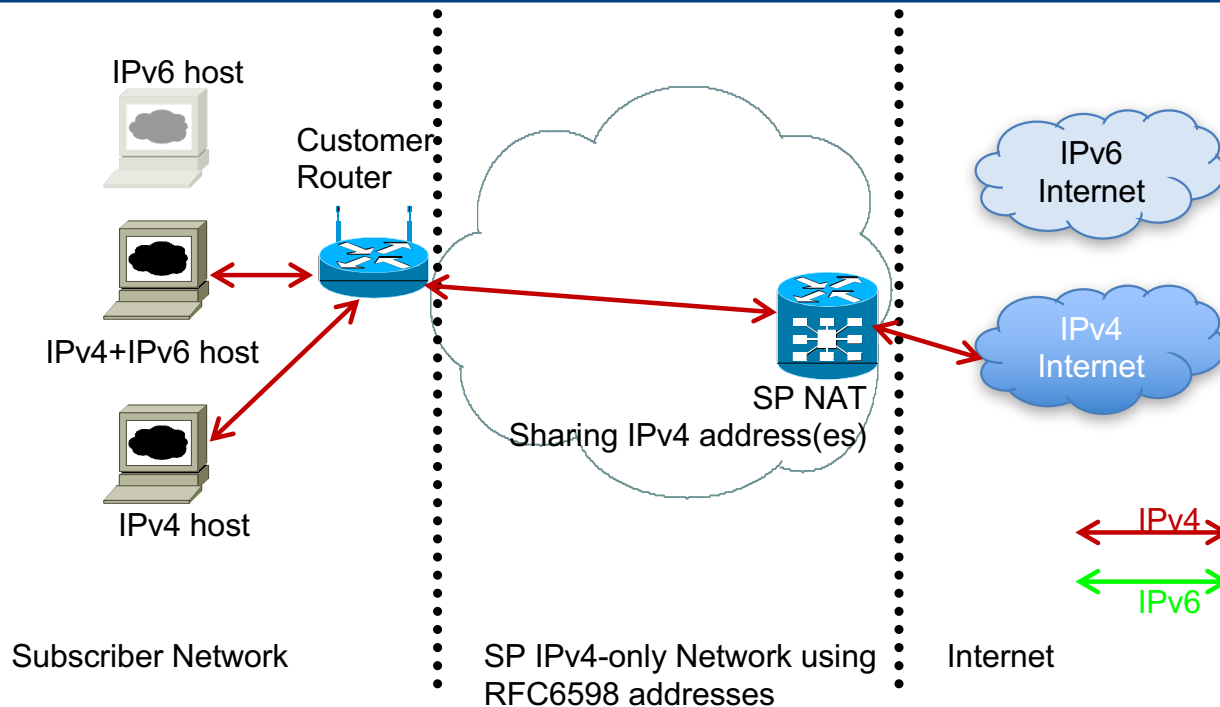 IPv6 host
Customer
Router
IPv4+IPv6 host
IPv4 host
SP NAT
Sharing IPv4 address(es)
IPv6
Internet
IPv4
Internet
IPv4
IPv6
Subscriber Network
SP IPv4-only Network using
RFC6598 addresses
Internet